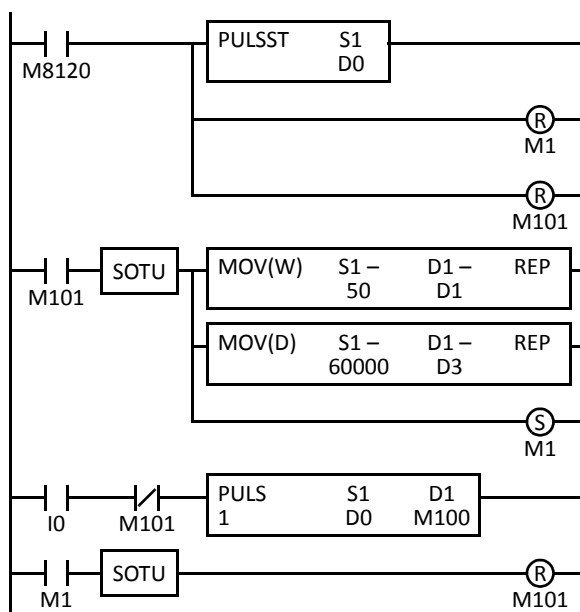 PULSST S1
D0
M8120
R
M1
R
M101
SOTU
MOV(W) S1 – D1 – REP
50 D1
M101
MOV(D) S1 – D1 – REP
60000 D3
S
M1
PULS S1 D1
1 D0 M100
I0 M101
SOTU
R
M1 M101